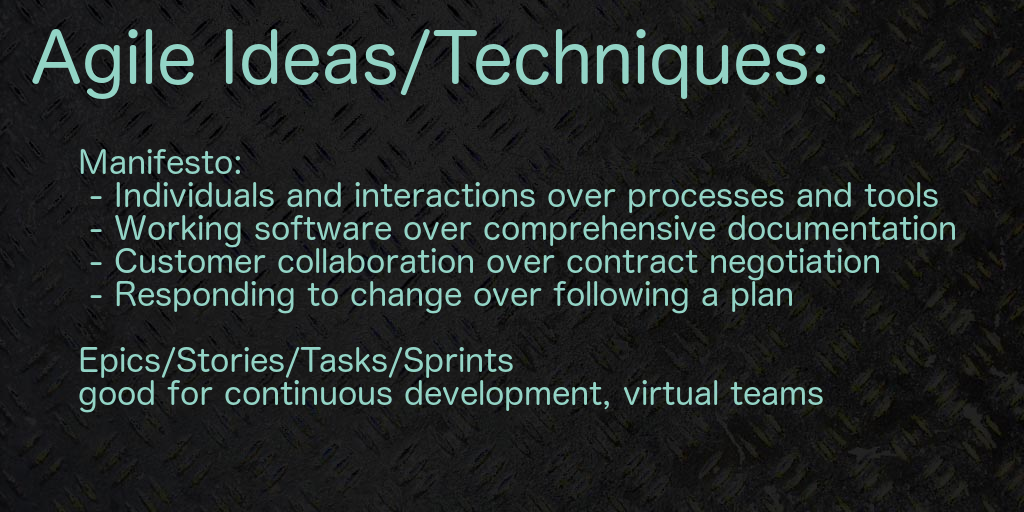 Agile Ideas/Techniques:
Manifesto:
- Individuals and interactions over processes and tools
- Working software over comprehensive documentation
- Customer collaboration over contract negotiation
- Responding to change over following a plan
Epics/Stories/Tasks/Sprints
good for continuous development, virtual teams